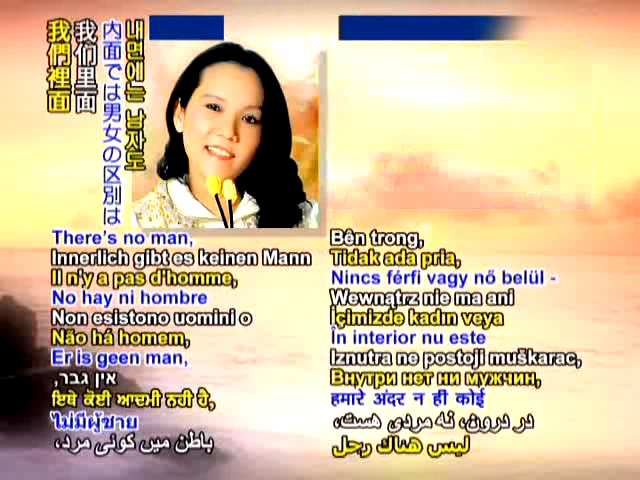 我們裡面
我们里面
内面では男女の区別は
내면에는 남자도
There's no man,
Innerlich gibt es keinen Mann
Il n'y a pas d'homme,
No hay ni hombre
Non esistono uomini o
Não há homem,
Er is geen man,
אין גבר,
ਇਥੇ ਕੋਈ ਆਦਮੀ ਨਹੀ ਹੈ,
ไม่มีผู้ชาย
باطن میں کوئی مرد،
Bên trong,
Tidak ada pria,
Nincs férfi vagy nő belül -
Wewnątrz nie ma ani
İçimizde kadın veya
În interior nu este
Iznutra ne postoji muškarac,
Внутри нет ни мужчин,
हमारे अंदर न ही कोई
در درون، نه مردی هست،
ليس هناك رجل